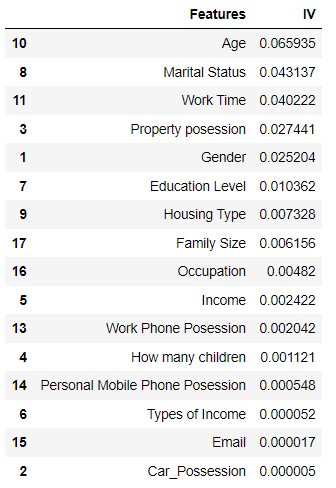 Features IV
10 Age 0.065935
8 Marital Status 0.043137
11 Work Time 0.040222
3 Property posession 0.027441
1 Gender 0.025204
7 Education Level 0.010362
9 Housing Type 0.007328
17 Family Size 0.006156
16 Occupation 0.00482
5 Income 0.002422
13 Work Phone Posession 0.002042
4 How many children 0.001121
14 Personal Mobile Phone Posession 0.000548
6 Types of Income 0.000052
15 Email 0.000017
2 Car_Possession 0.000005